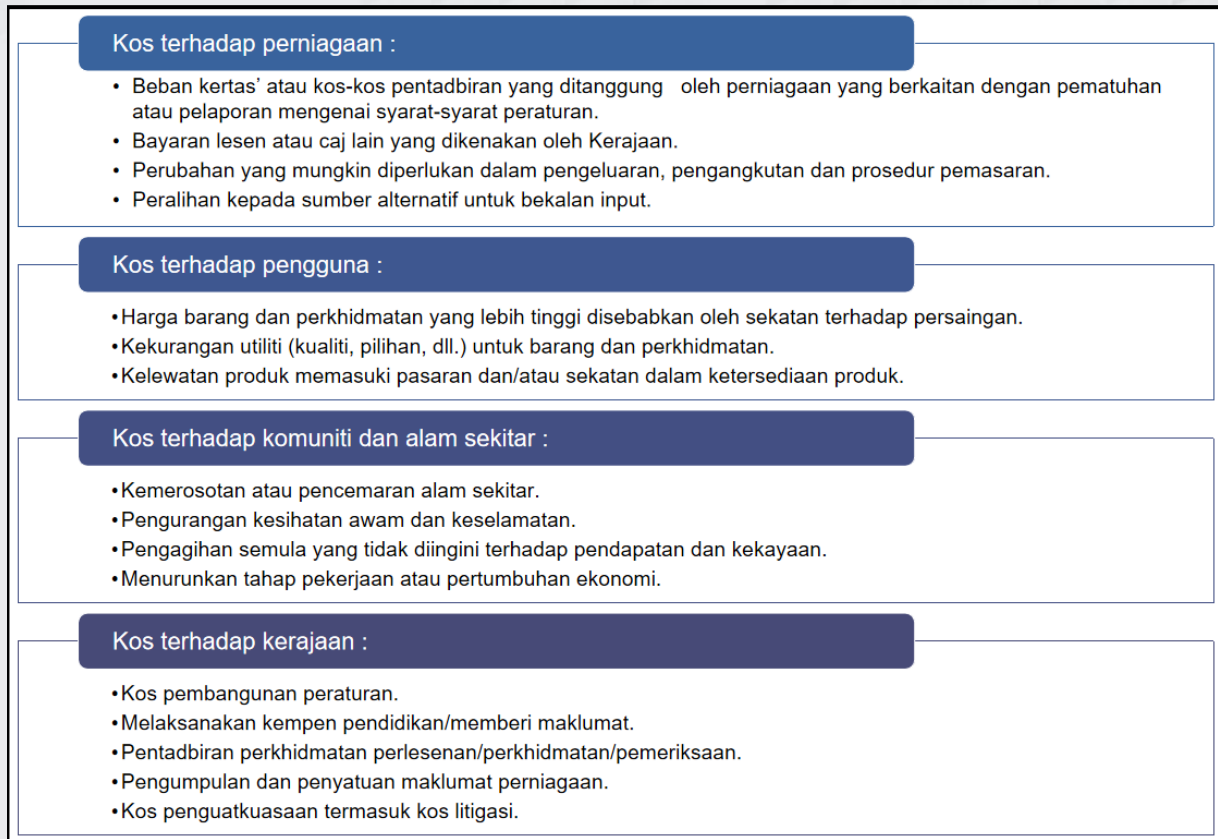 Kos terhadap perniagaan :
• Beban kertas’ atau kos-kos pentadbiran yang ditanggung oleh perniagaan yang berkaitan dengan pematuhan
atau pelaporan mengenai syarat-syarat peraturan.
• Bayaran lesen atau caj lain yang dikenakan oleh Kerajaan.
• Perubahan yang mungkin diperlukan dalam pengeluaran, pengangkutan dan prosedur pemasaran.
• Peralihan kepada sumber alternatif untuk bekalan input.
Kos terhadap pengguna :
•Harga barang dan perkhidmatan yang lebih tinggi disebabkan oleh sekatan terhadap persaingan.
•Kekurangan utiliti (kualiti, pilihan, dll.) untuk barang dan perkhidmatan.
•Kelewatan produk memasuki pasaran dan/atau sekatan dalam ketersediaan produk.
Kos terhadap komuniti dan alam sekitar :
•Kemerosotan atau pencemaran alam sekitar.
•Pengurangan kesihatan awam dan keselamatan.
•Pengagihan semula yang tidak diingini terhadap pendapatan dan kekayaan.
•Menurunkan tahap pekerjaan atau pertumbuhan ekonomi.
Kos terhadap kerajaan :
•Kos pembangunan peraturan.
•Melaksanakan kempen pendidikan/memberi maklumat.
•Pentadbiran perkhidmatan perlesenan/perkhidmatan/pemeriksaan.
•Pengumpulan dan penyatuan maklumat perniagaan.
•Kos penguatkuasaan termasuk kos litigasi.